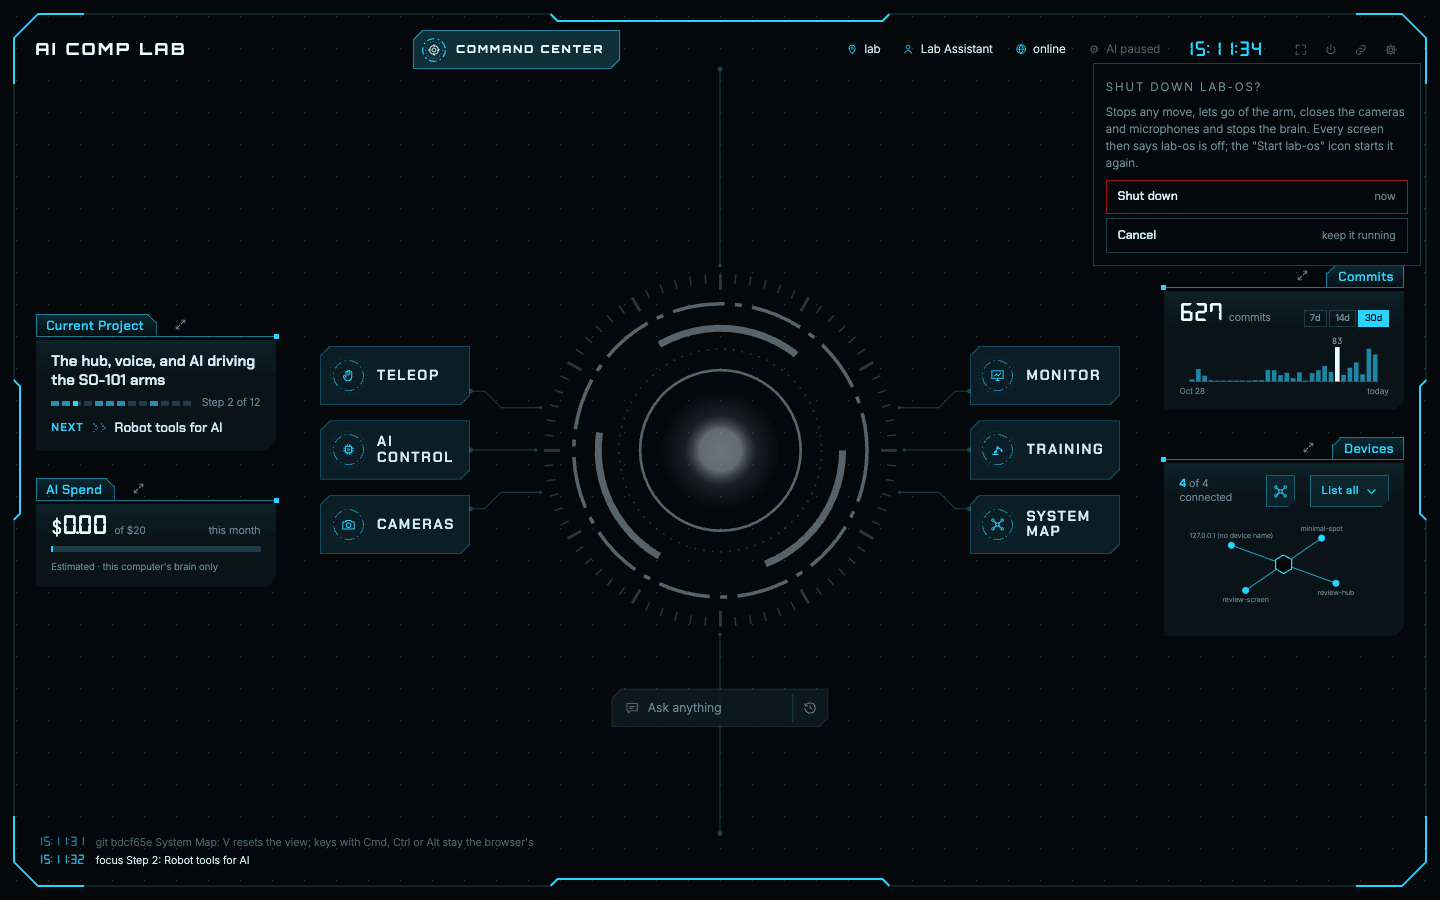 AI COMP LAB
COMMAND CENTER
lab
Lab Assistant
online
AI paused
15:11:34
SHUT DOWN LAB-OS?
Stops any move, lets go of the arm, closes the cameras
and microphones and stops the brain. Every screen
then says lab-os is off; the "Start lab-os" icon starts it
again.
Shut down now
Cancel keep it running
Current Project
The hub, voice, and AI driving
the SO-101 arms
Step 2 of 12
NEXT Robot tools for AI
AI Spend
$0.00 of $20 this month
Estimated · this computer's brain only
TELEOP
AI
CONTROL
CAMERAS
MONITOR
TRAINING
SYSTEM
MAP
Commits
627 commits
7d 14d 30d
83
Oct 28 today
Devices
4 of 4
connected
List all
minimal-spot
127.0.0.1 (no device name)
review-hub
review-screen
Ask anything
15:11:31 git bdcf65e System Map: V resets the view; keys with Cmd, Ctrl or Alt stay the browser's
15:11:32 focus Step 2: Robot tools for AI